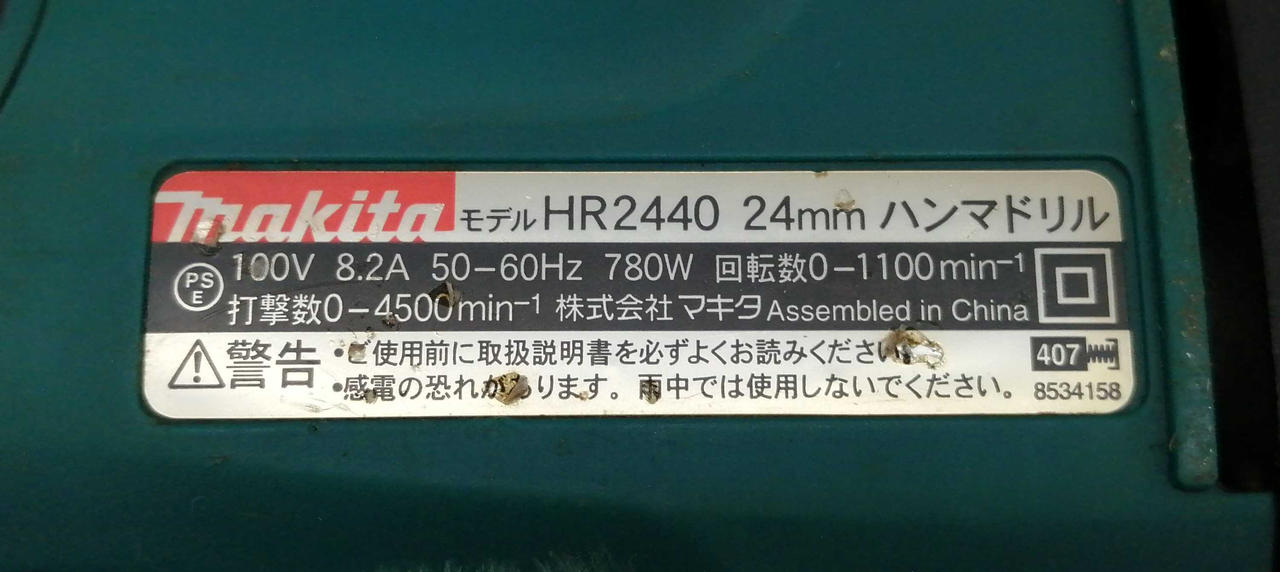 makita モデル HR2440 24mm ハンマドリル
PS E 100V 8.2A 50-60Hz 780W 回転数0-1100min-1
打撃数0-4500min-1 株式会社マキタ Assembled in China
警告 ・ご使用前に取扱説明書を必ずよくお読みください 407
・感電の恐れがあります。雨中では使用しないでください。 8534158